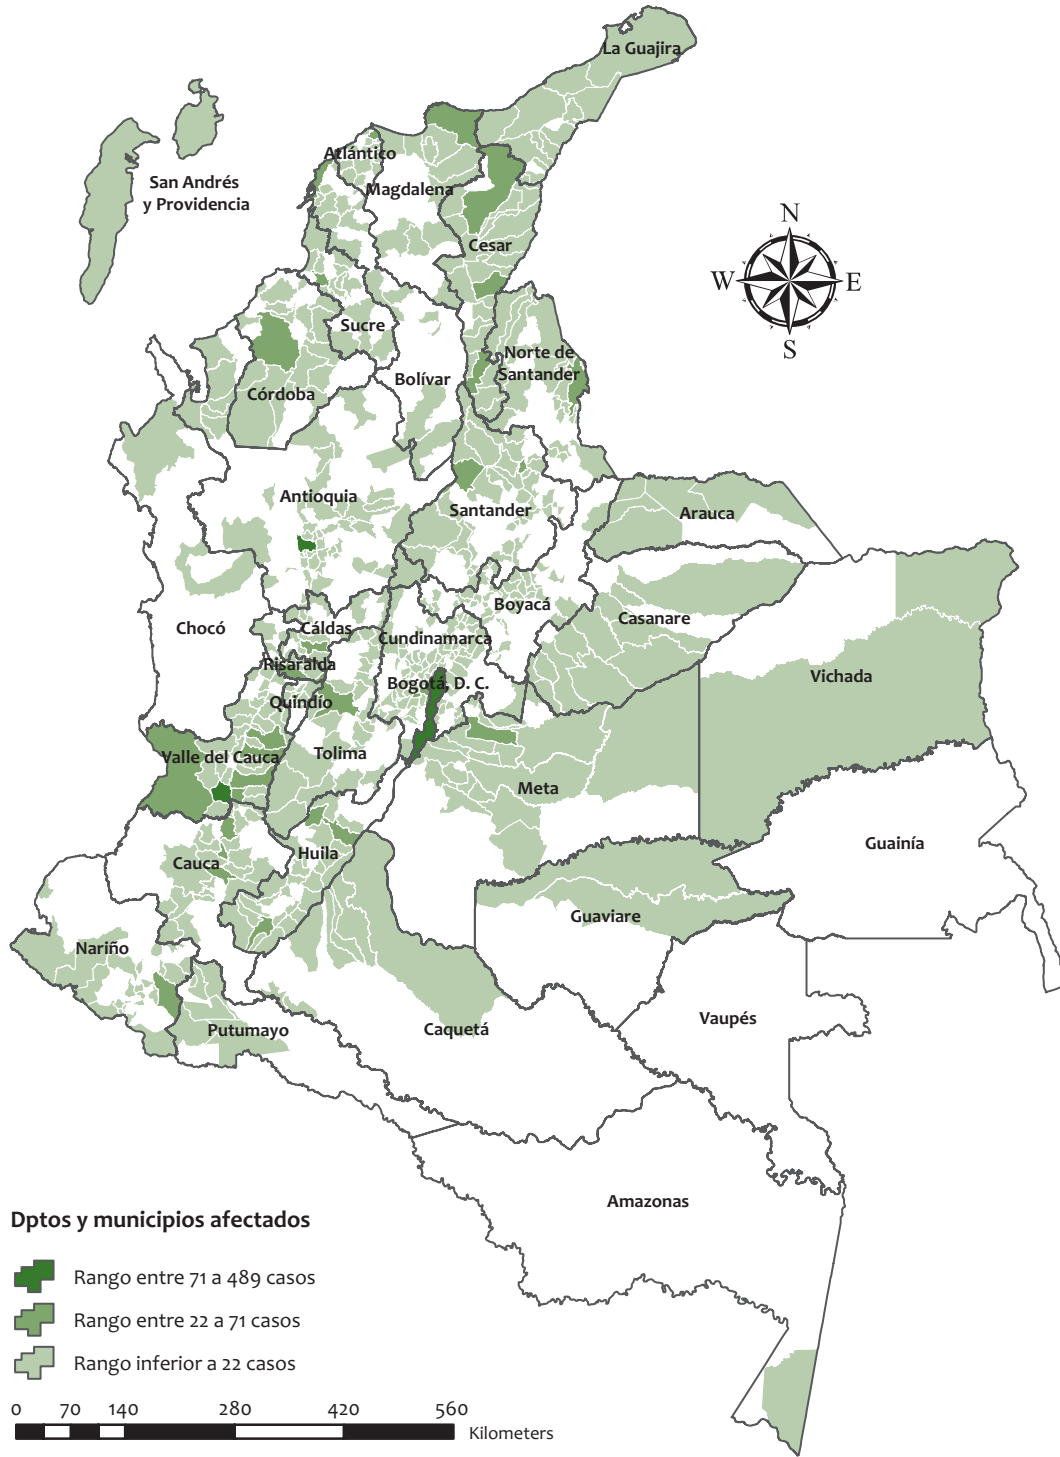 La Guajira
Atlántico
San Andrés
y Providencia
Magdalena
Cesar
N
W
E
S
Sucre
Norte de
Santander
Bolívar
Córdoba
Antioquia
Santander
Arauca
Boyacá
Casanare
Chocó
Cáldas
Cundinamarca
Risaralda
Bogotá, D. C.
Vichada
Quindío
Valle del Cauca
Tolima
Meta
Guainía
Cauca
Huila
Guaviare
Nariño
Vaupés
Putumayo
Caquetá
Amazonas
Dptos y municipios afectados
Rango entre 71 a 489 casos
Rango entre 22 a 71 casos
Rango inferior a 22 casos
0 70 140 280 420 560
Kilometers